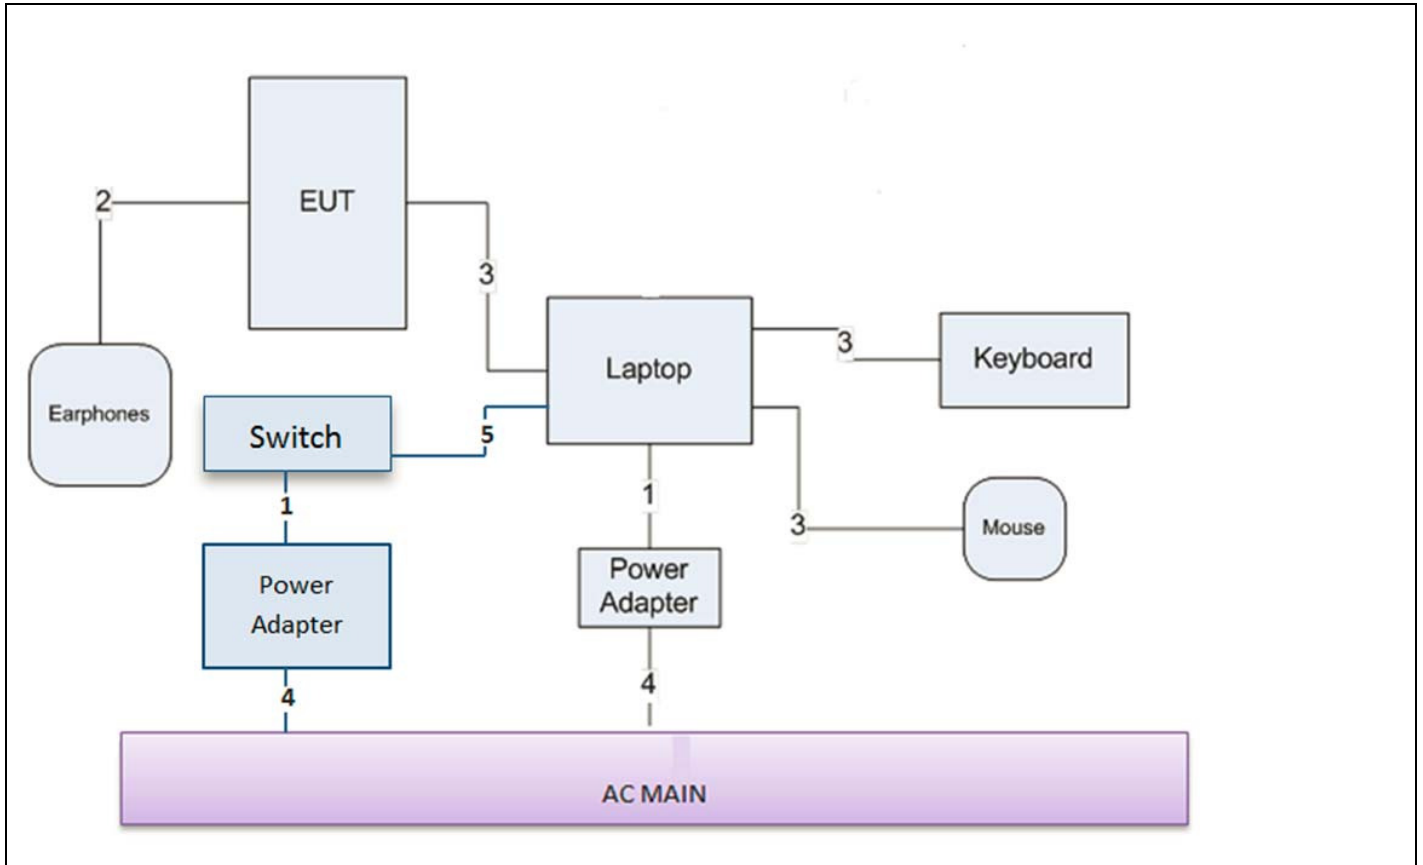 EUT
2
3
Laptop
3
Keyboard
Earphones
Switch
5
1
1
3
Mouse
Power
Adapter
Power
Adapter
4
4
AC MAIN